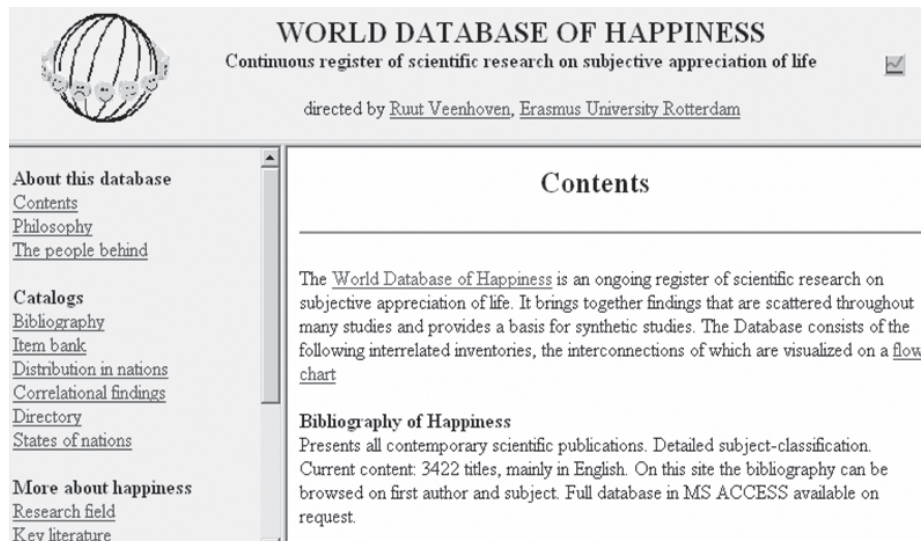 WORLD DATABASE OF HAPPINESS
Continuous register of scientific research on subjective appreciation of life
directed by Ruut Veenhoven, Erasmus University Rotterdam
About this database
Contents
Philosophy
The people behind
Catalogs
Bibliography
Item bank
Distribution in nations
Correlational findings
Directory
States of nations
More about happiness
Research field
Key literature
Contents
The World Database of Happiness is an ongoing register of scientific research on
subjective appreciation of life. It brings together findings that are scattered throughout
many studies and provides a basis for synthetic studies. The Database consists of the
following interrelated inventories, the interconnections of which are visualized on a flow
chart
Bibliography of Happiness
Presents all contemporary scientific publications. Detailed subject-classification.
Current content: 3422 titles, mainly in English. On this site the bibliography can be
browsed on first author and subject. Full database in MS ACCESS available on
request.